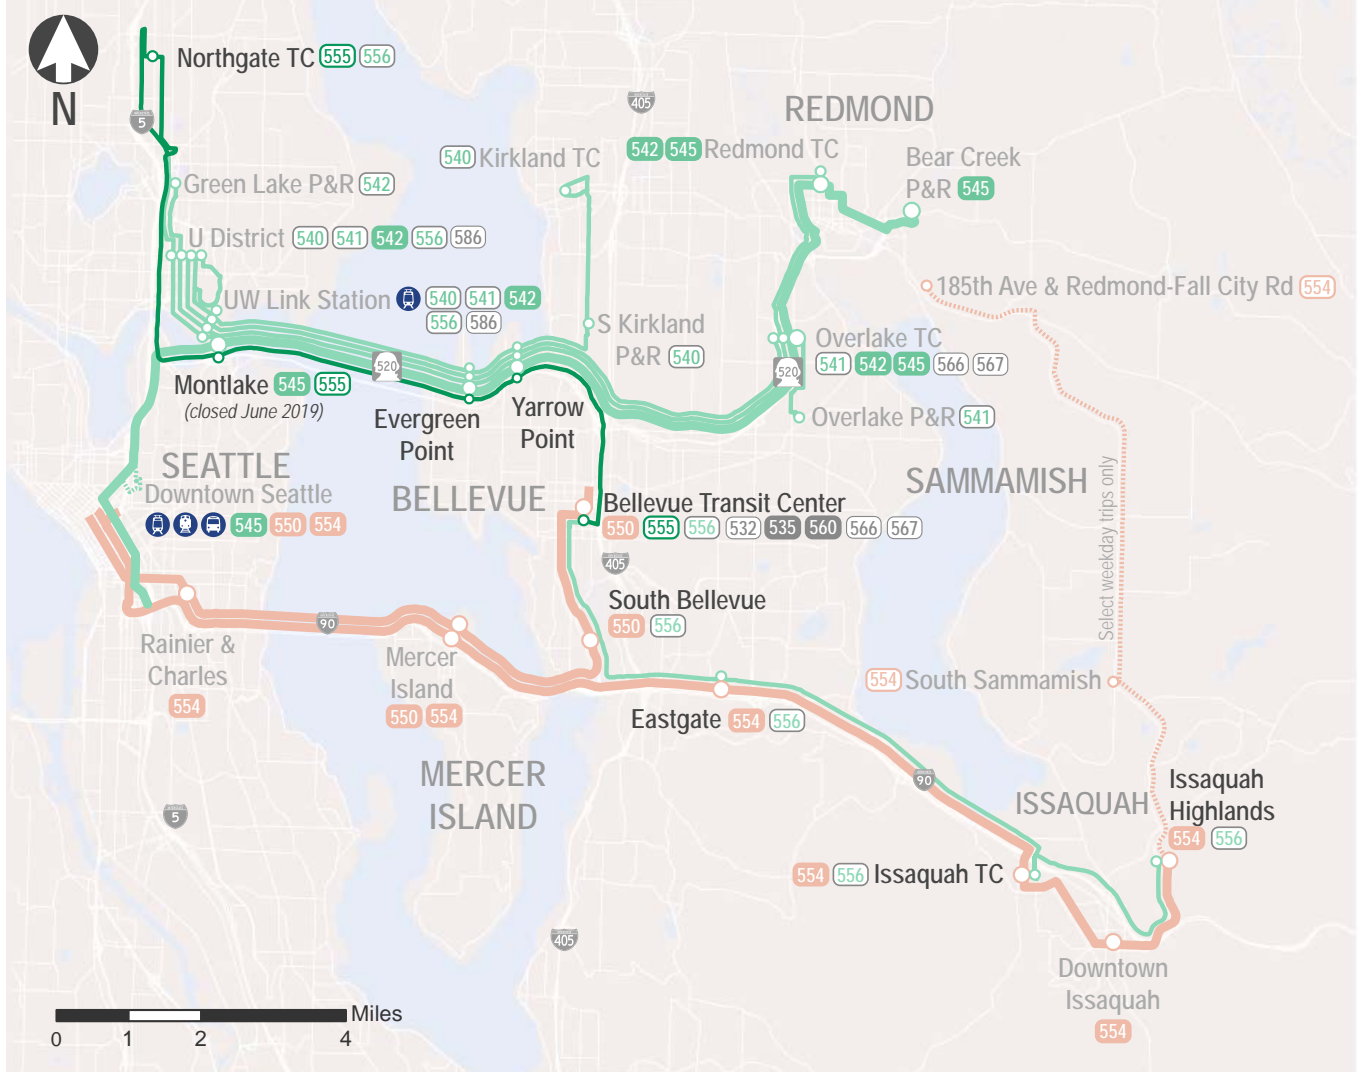 N
Northgate TC 555 556
5
405
REDMOND
540 Kirkland TC
542 545 Redmond TC
Bear Creek
P&R 545
Green Lake P&R 542
U District 540 541 542 556 586
UW Link Station 540 541 542
556 586
185th Ave & Redmond-Fall City Rd 554
S Kirkland
P&R 540
Overlake TC
541 542 545 566 567
520
520
Montlake 545 555
(closed June 2019)
Evergreen
Point
Yarrow
Point
Overlake P&R 541
SEATTLE
Downtown Seattle
545 550 554
BELLEVUE
SAMMAMISH
Bellevue Transit Center
550 555 556 532 535 560 566 567
405
Select weekday trips only
South Bellevue
550 556
90
Rainier &
Charles
554
Mercer
Island
550 554
554 South Sammamish
Eastgate 554 556
MERCER
ISLAND
90
ISSAQUAH
Issaquah
Highlands
554 556
5
554 556 Issaquah TC
405
Downtown
Issaquah
554
Miles
0 1 2 4